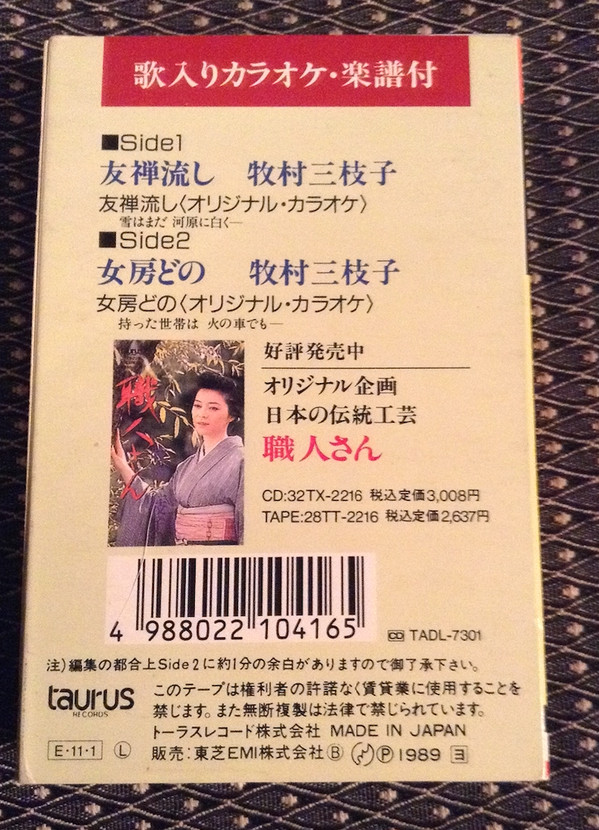 歌入りカラオケ・楽譜付
■Side1
友禅流し 牧村三枝子
友禅流し〈オリジナル・カラオケ〉
雪はまだ 河原に白く―
■Side2
女房どの 牧村三枝子
女房どの〈オリジナル・カラオケ〉
持った世帯は 火の車でも―
職人さん
好評発売中
オリジナル企画
日本の伝統工芸
職人さん
CD:32TX-2216 税込定価3,008円
TAPE:28TT-2216 税込定価2,637円
4 988022 104165
TADL-7301
注)編集の都合上Side2に約1分の余白がありますので御了承下さい。
taurus
RECORDS
このテープは権利者の許諾なく賃貸業に使用することを
禁じます。また無断複製は法律で禁じられています。
トーラスレコード株式会社 MADE IN JAPAN
E·11·1 Ⓛ 販売:東芝EMI株式会社 Ⓑ Ⓟ1989 ヨ